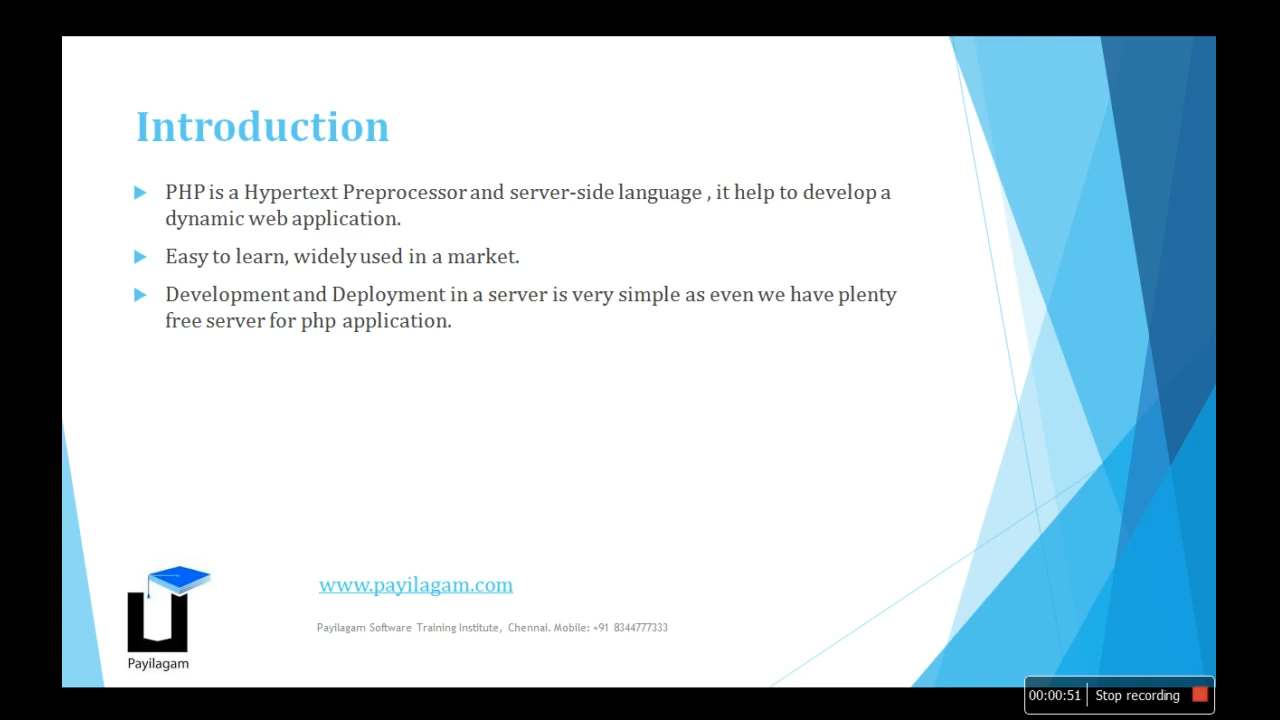 Introduction
PHP is a Hypertext Preprocessor and server-side language , it help to develop a
dynamic web application.
Easy to learn, widely used in a market.
Development and Deployment in a server is very simple as even we have plenty
free server for php application.
www.payilagam.com
Payilagam Software Training Institute, Chennai. Mobile: +91 8344777333
Payilagam
00:00:51 Stop recording